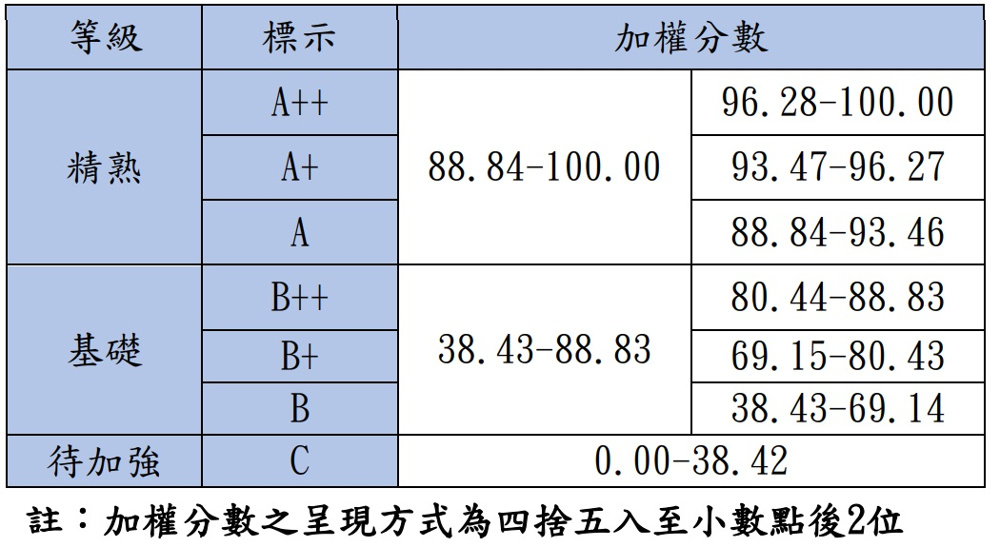 等級 標示 加權分數
A++ 96.28-100.00
精熟 A+ 88.84-100.00 93.47-96.27
A 88.84-93.46
B++ 80.44-88.83
基礎 B+ 38.43-88.83 69.15-80.43
B 38.43-69.14
待加強 C 0.00-38.42
註：加權分數之呈現方式為四捨五入至小數點後2位